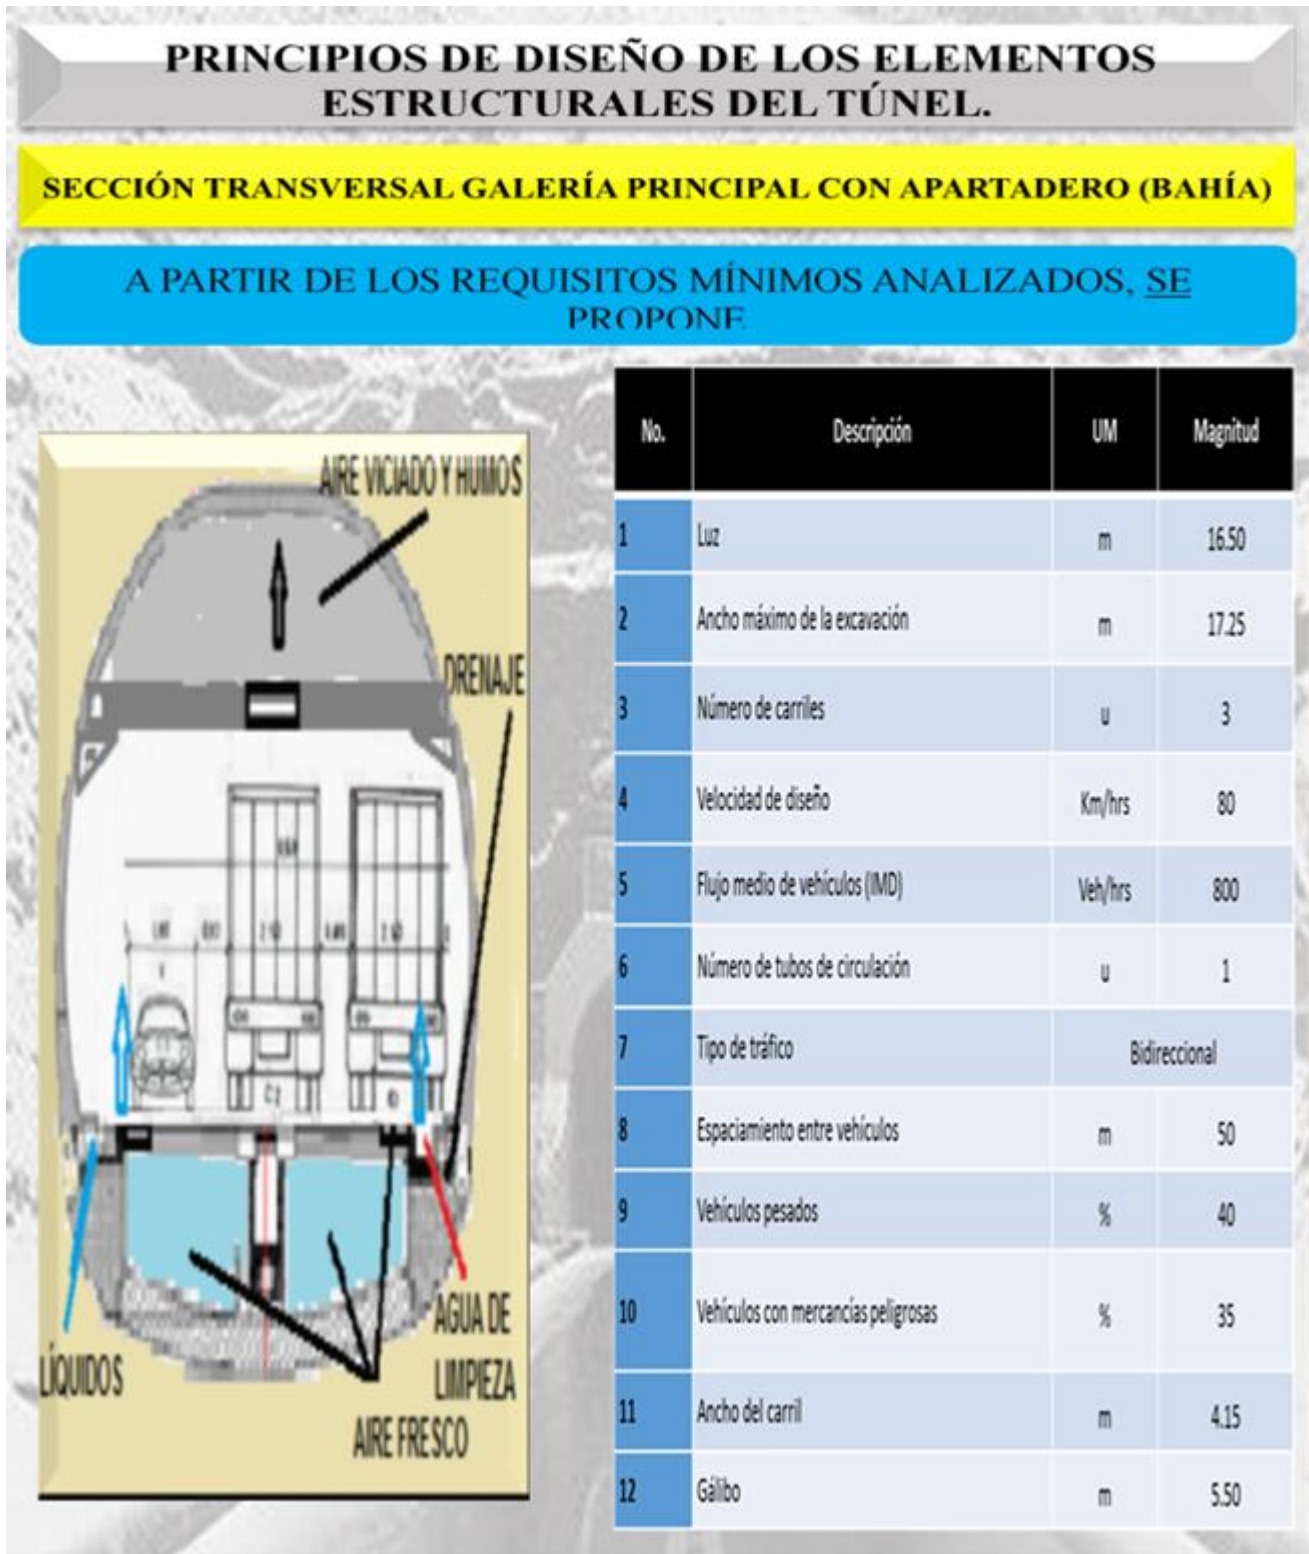 PRINCIPIOS DE DISEÑO DE LOS ELEMENTOS
ESTRUCTURALES DEL TÚNEL.
SECCIÓN TRANSVERSAL GALERÍA PRINCIPAL CON APARTADERO (BAHÍA)
A PARTIR DE LOS REQUISITOS MÍNIMOS ANALIZADOS, SE
PROPONE
AIRE VICIADO Y HUMOS
DRENAJE
AGUA DE
LIMPIEZA
LÍQUIDOS
AIRE FRESCO
No. Descripción UM Magnitud
1 Luz m 16.50
2 Ancho máximo de la excavación m 17.25
3 Número de carriles u 3
4 Velocidad de diseño Km/hrs 80
5 Flujo medio de vehículos (IMD) Veh/hrs 800
6 Número de tubos de circulación u 1
7 Tipo de tráfico Bidireccional
8 Espaciamiento entre vehículos m 50
9 Vehículos pesados % 40
10 Vehículos con mercancías peligrosas % 35
11 Ancho del carril m 4.15
12 Gálibo m 5.50